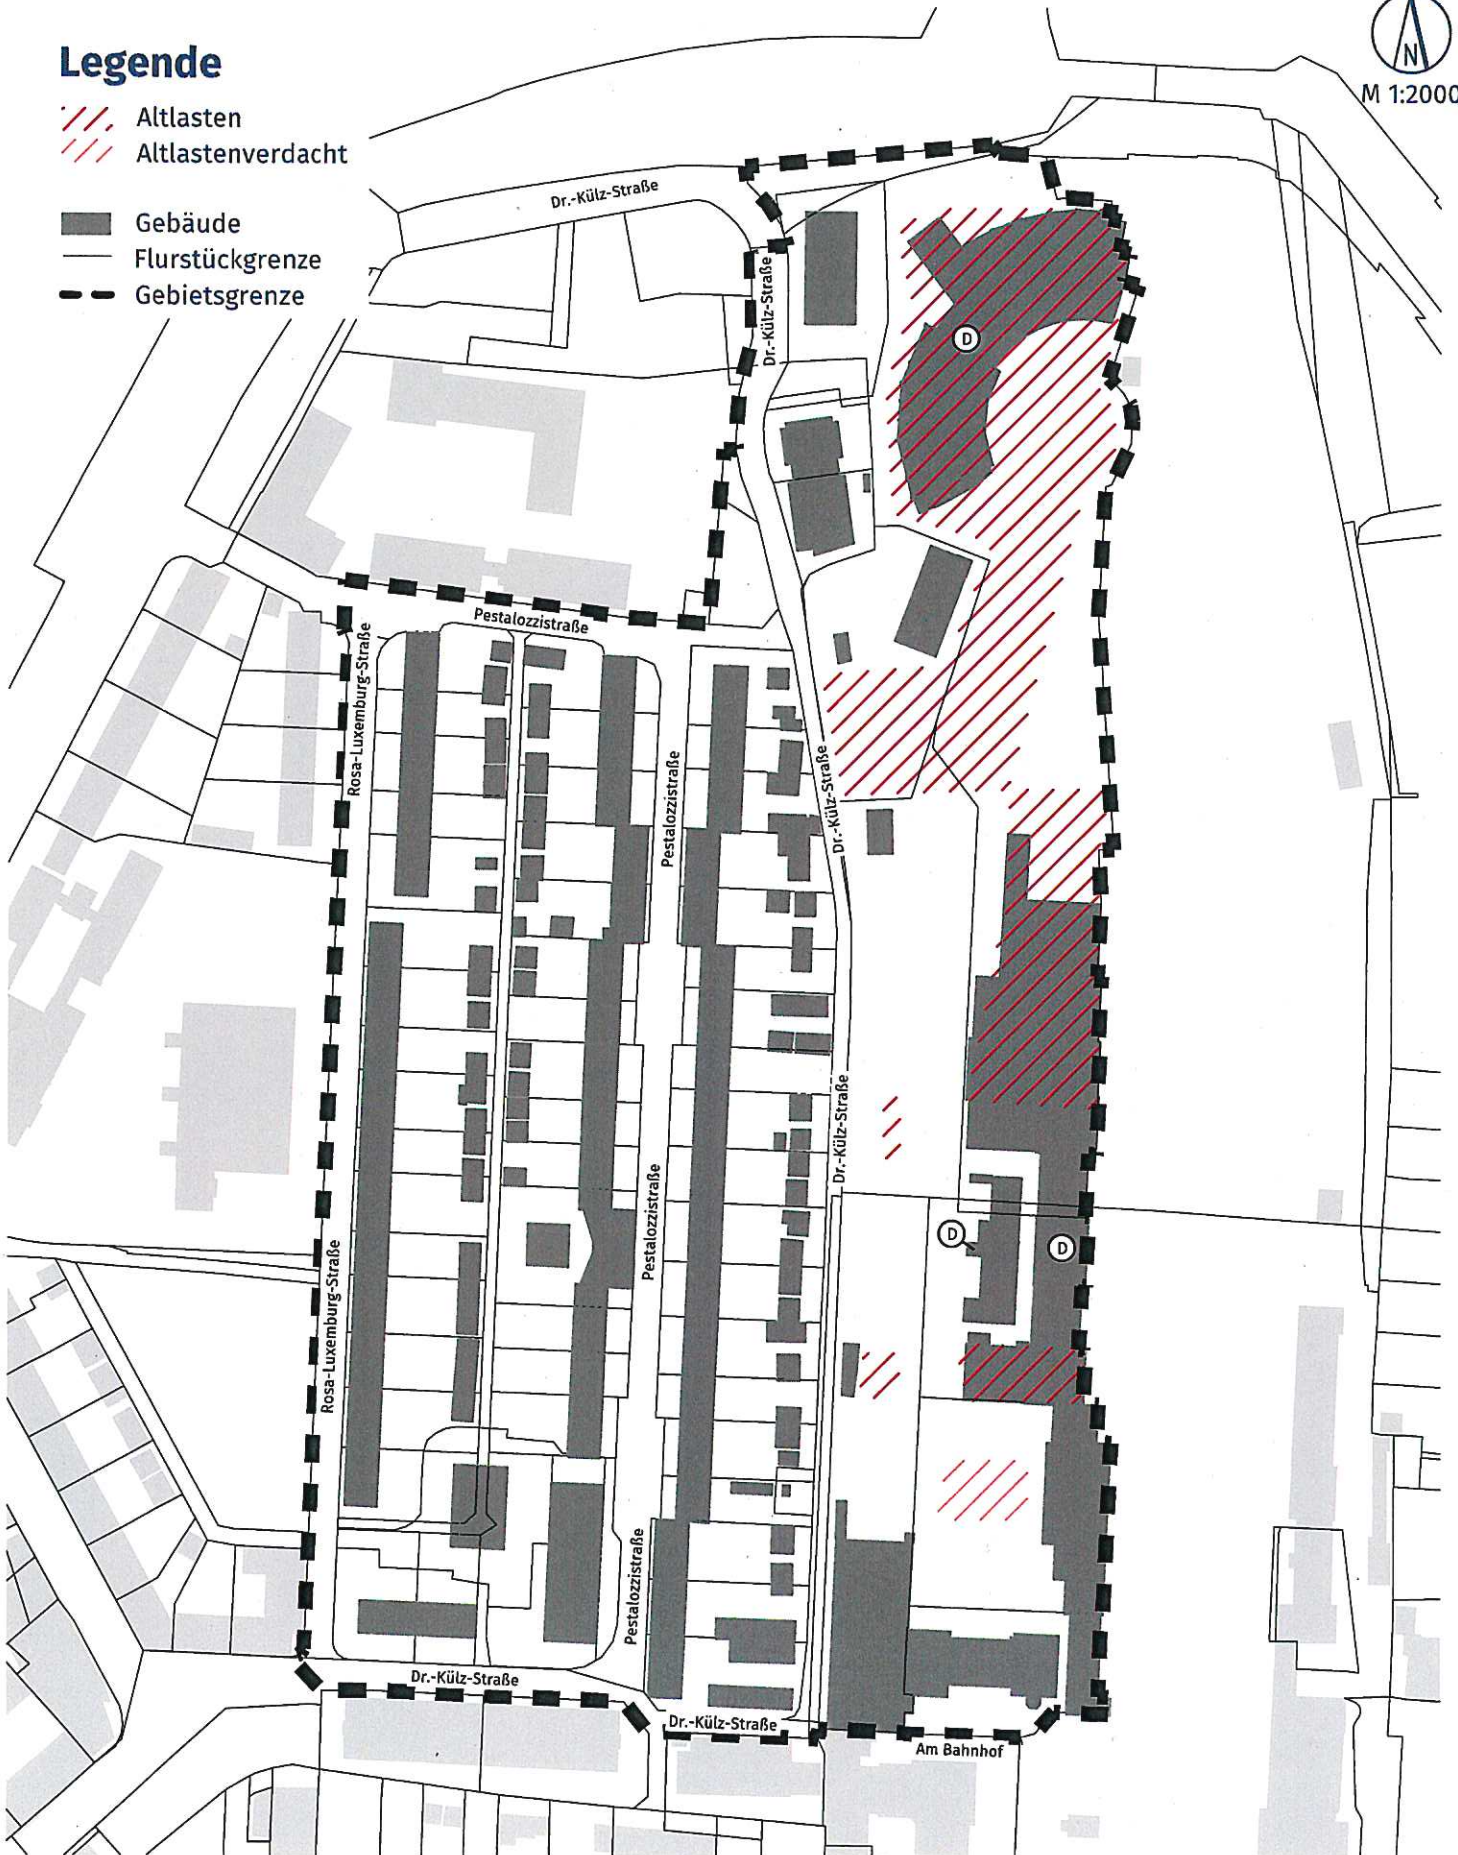 Legende
Altlasten
Altlastenverdacht
Gebäude
Flurstückgrenze
Gebietsgrenze
N
M 1:2000
Dr.-Külz-Straße
Dr.-Külz-Straße
D
Pestalozzistraße
Rosa-Luxemburg-Straße
Pestalozzistraße
Dr.-Külz-Straße
Dr.-Külz-Straße
Pestalozzistraße
D
D
Rosa-Luxemburg-Straße
Pestalozzistraße
Dr.-Külz-Straße
Dr.-Külz-Straße
Am Bahnhof